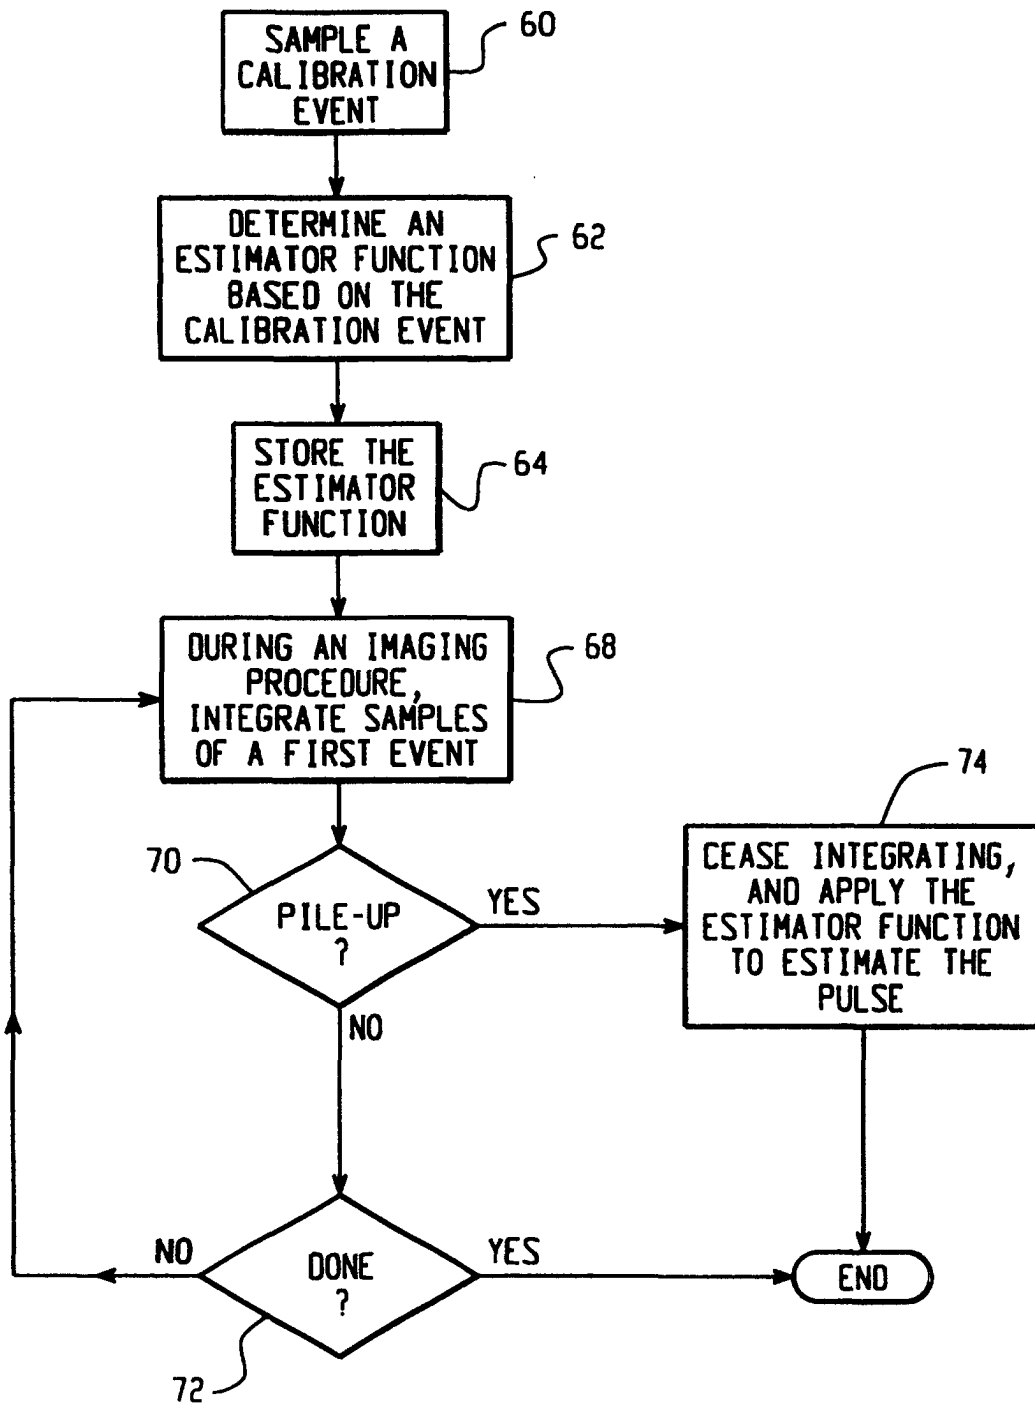 60
SAMPLE A
CALIBRATION
EVENT
62
DETERMINE AN
ESTIMATOR FUNCTION
BASED ON THE
CALIBRATION EVENT
64
STORE THE
ESTIMATOR
FUNCTION
68
DURING AN IMAGING
PROCEDURE,
INTEGRATE SAMPLES
OF A FIRST EVENT
70
PILE-UP
?
YES
NO
74
CEASE INTEGRATING,
AND APPLY THE
ESTIMATOR FUNCTION
TO ESTIMATE THE
PULSE
NO
DONE
?
YES
END
72